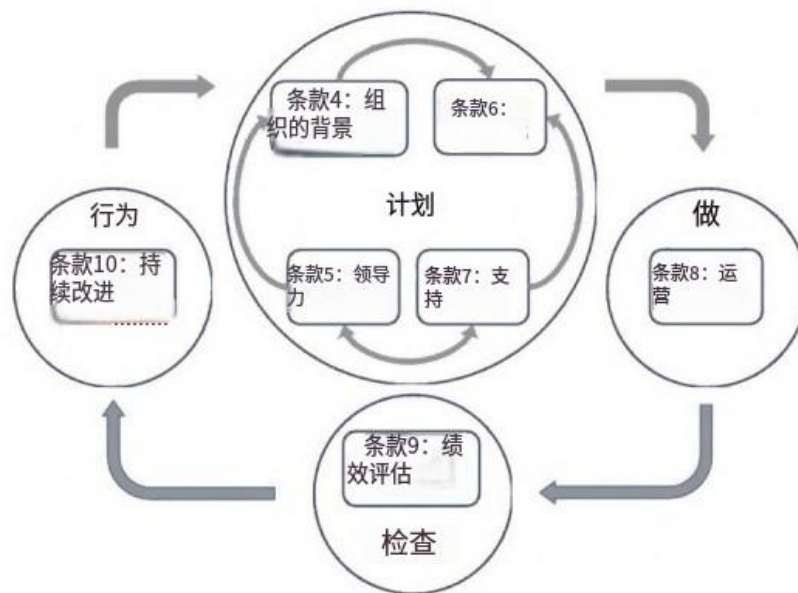 条款4：组
织的背景
条款6：
计划
条款5：领导
力
条款7：支
持
行为
条款10：持
续改进
做
条款8：运
营
条款9：绩
效评估
检查